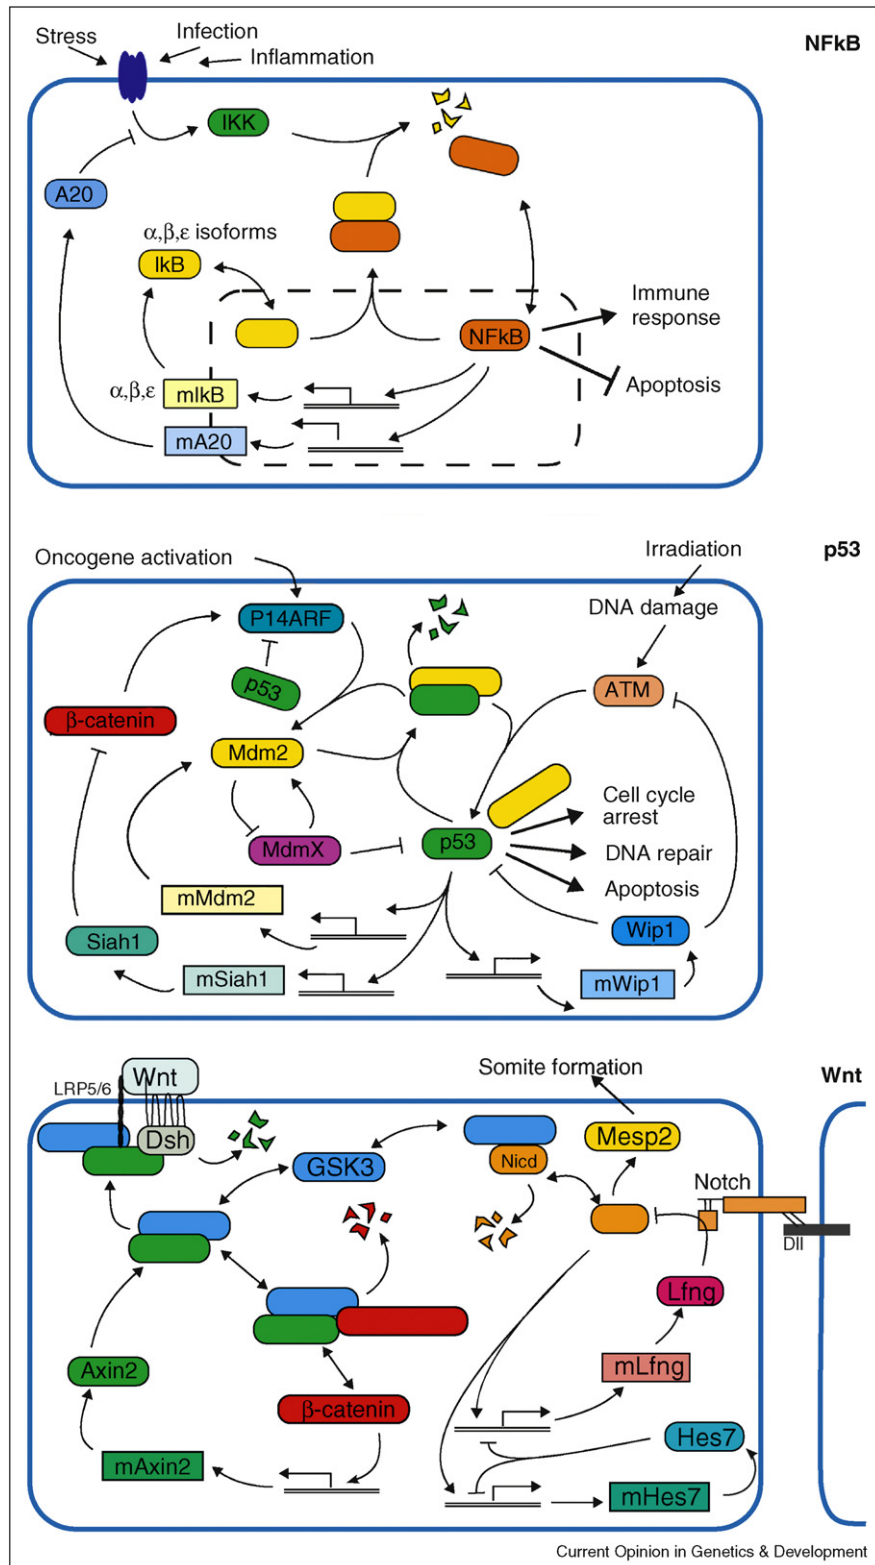 NFkB
Stress
Infection
Inflammation
IKK
A20
α,β,ε isoforms
IkB
NFkB
Immune
response
Apoptosis
α,β,ε
mIkB
mA20
p53
Oncogene activation
Irradiation
DNA damage
P14ARF
p53
ATM
β-catenin
Mdm2
Cell cycle
arrest
MdmX
p53
DNA repair
Apoptosis
mMdm2
Wip1
Siah1
mSiah1
mWip1
Wnt
Somite formation
LRP5/6
Wnt
Dsh
GSK3
Nicd
Mesp2
Notch
Dll
Lfng
Axin2
mLfng
β-catenin
Hes7
mAxin2
mHes7
Current Opinion in Genetics & Development